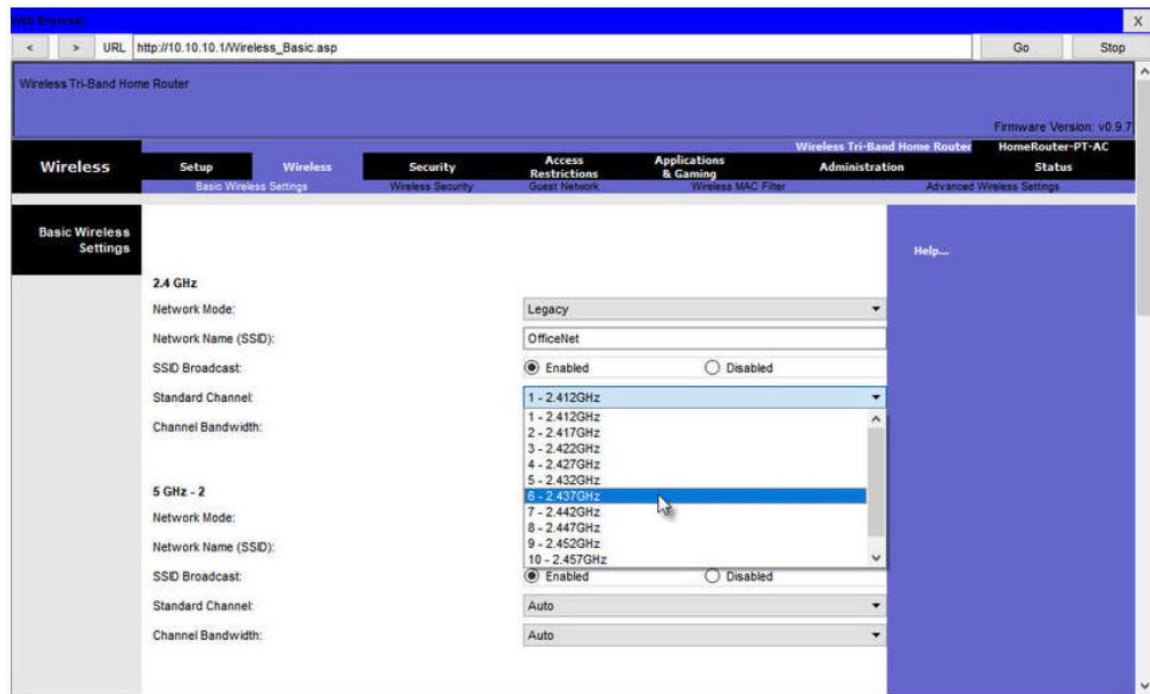 Web Browser
X
< > URL http://10.10.10.1/Wireless_Basic.asp Go Stop
Wireless Tri-Band Home Router
Firmware Version: v0.9.7
Wireless Tri-Band Home Router HomeRouter-PT-AC
Wireless Setup Wireless Security Access Restrictions Applications & Gaming Administration Status
Basic Wireless Settings Wireless Security Guest Network Wireless MAC Filter Advanced Wireless Settings
Basic Wireless
Settings
Help...
2.4 GHz
Network Mode: Legacy
Network Name (SSID): OfficeNet
SSID Broadcast: Enabled Disabled
Standard Channel: 1 - 2.412GHz
1 - 2.412GHz
Channel Bandwidth:
2 - 2.417GHz
3 - 2.422GHz
4 - 2.427GHz
5 - 2.432GHz
5 GHz - 2
6 - 2.437GHz
Network Mode:
7 - 2.442GHz
8 - 2.447GHz
Network Name (SSID):
9 - 2.452GHz
10 - 2.457GHz
SSID Broadcast: Enabled Disabled
Standard Channel: Auto
Channel Bandwidth: Auto